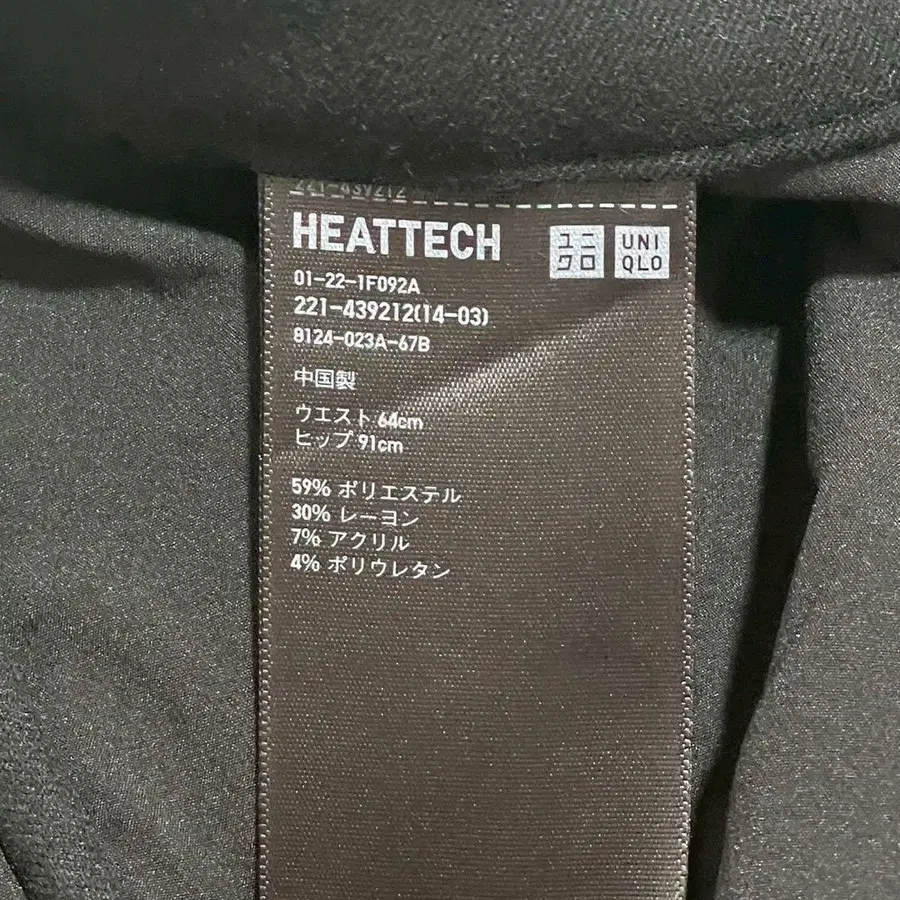 221-439212
HEATTECH
ユニ
クロ
UNI
QLO
01-22-1F092A
221-439212(14-03)
8124-023A-67B
中国製
ウエスト 64cm
ヒップ 91cm
59% ポリエステル
30% レーヨン
7% アクリル
4% ポリウレタン